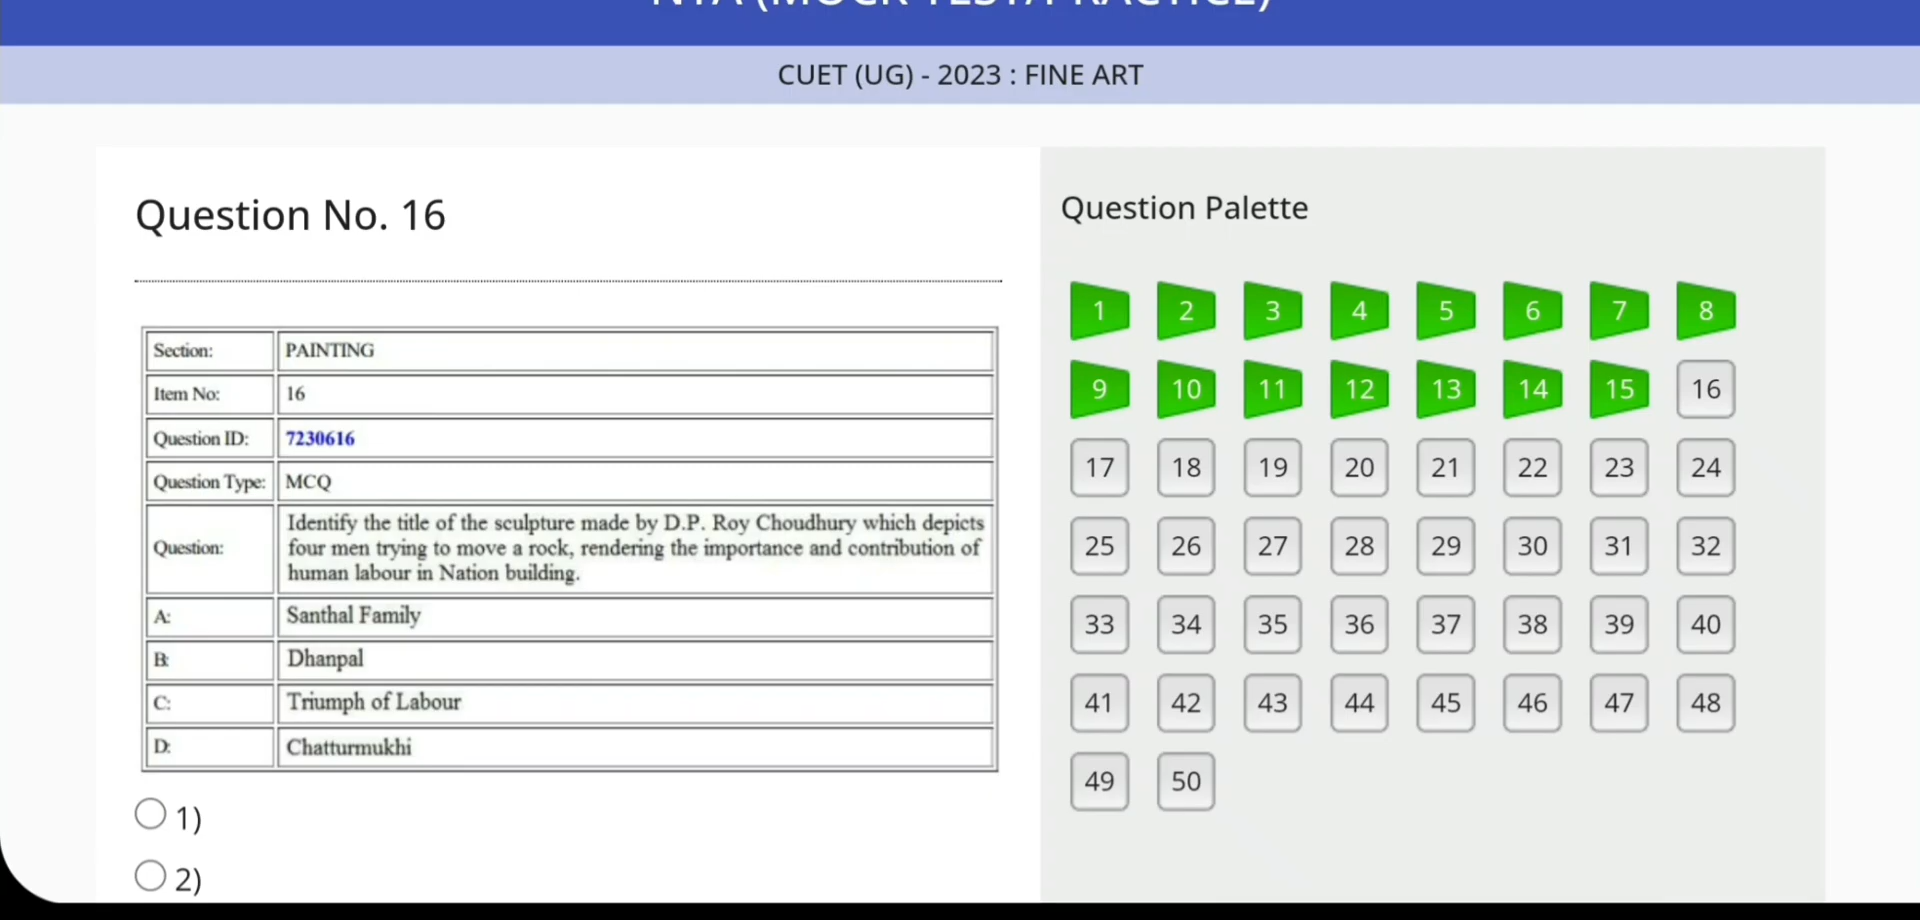 NTA (MOCK TEST/PRACTICE)
CUET (UG) - 2023 : FINE ART
Question No. 16
Section: PAINTING
Item No: 16
Question ID: 7230616
Question Type: MCQ
Question: Identify the title of the sculpture made by D.P. Roy Choudhury which depicts
four men trying to move a rock, rendering the importance and contribution of
human labour in Nation building.
A: Santhal Family
B: Dhanpal
C: Triumph of Labour
D: Chatturmukhi
1)
2)
Question Palette
1 2 3 4 5 6 7 8
9 10 11 12 13 14 15 16
17 18 19 20 21 22 23 24
25 26 27 28 29 30 31 32
33 34 35 36 37 38 39 40
41 42 43 44 45 46 47 48
49 50